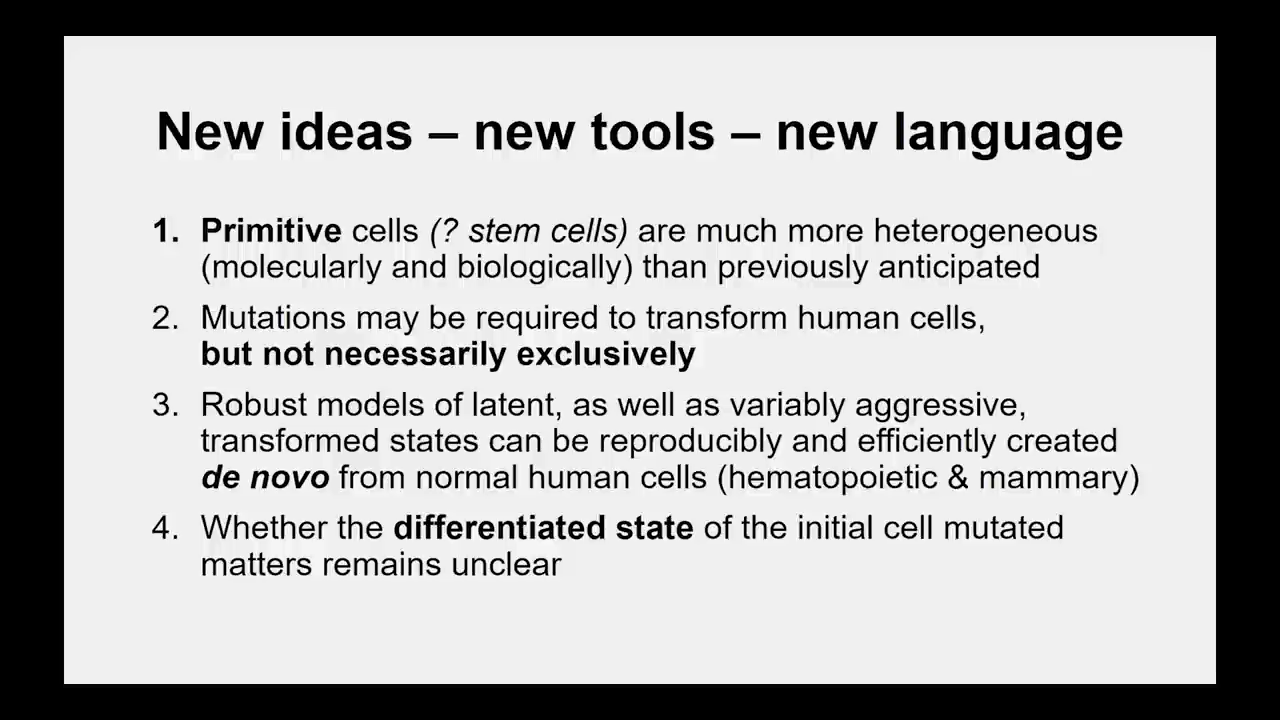 New ideas – new tools – new language
1. Primitive cells (? stem cells) are much more heterogeneous
(molecularly and biologically) than previously anticipated
2. Mutations may be required to transform human cells,
but not necessarily exclusively
3. Robust models of latent, as well as variably aggressive,
transformed states can be reproducibly and efficiently created
de novo from normal human cells (hematopoietic & mammary)
4. Whether the differentiated state of the initial cell mutated
matters remains unclear